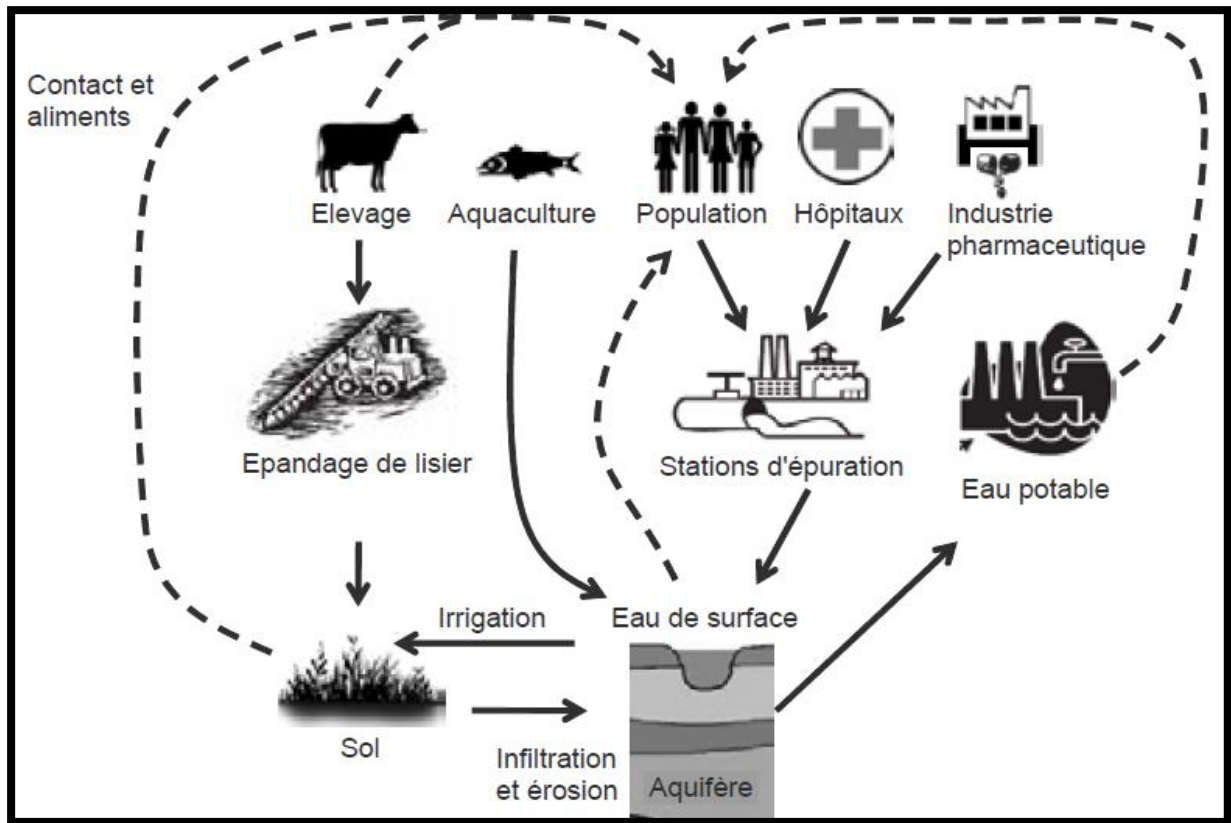 Contact et
aliments
Elevage
Aquaculture
Population
Hôpitaux
Industrie
pharmaceutique
Epandage de lisier
Stations d'épuration
Eau potable
Irrigation
Eau de surface
Sol
Infiltration
et érosion
Aquifère